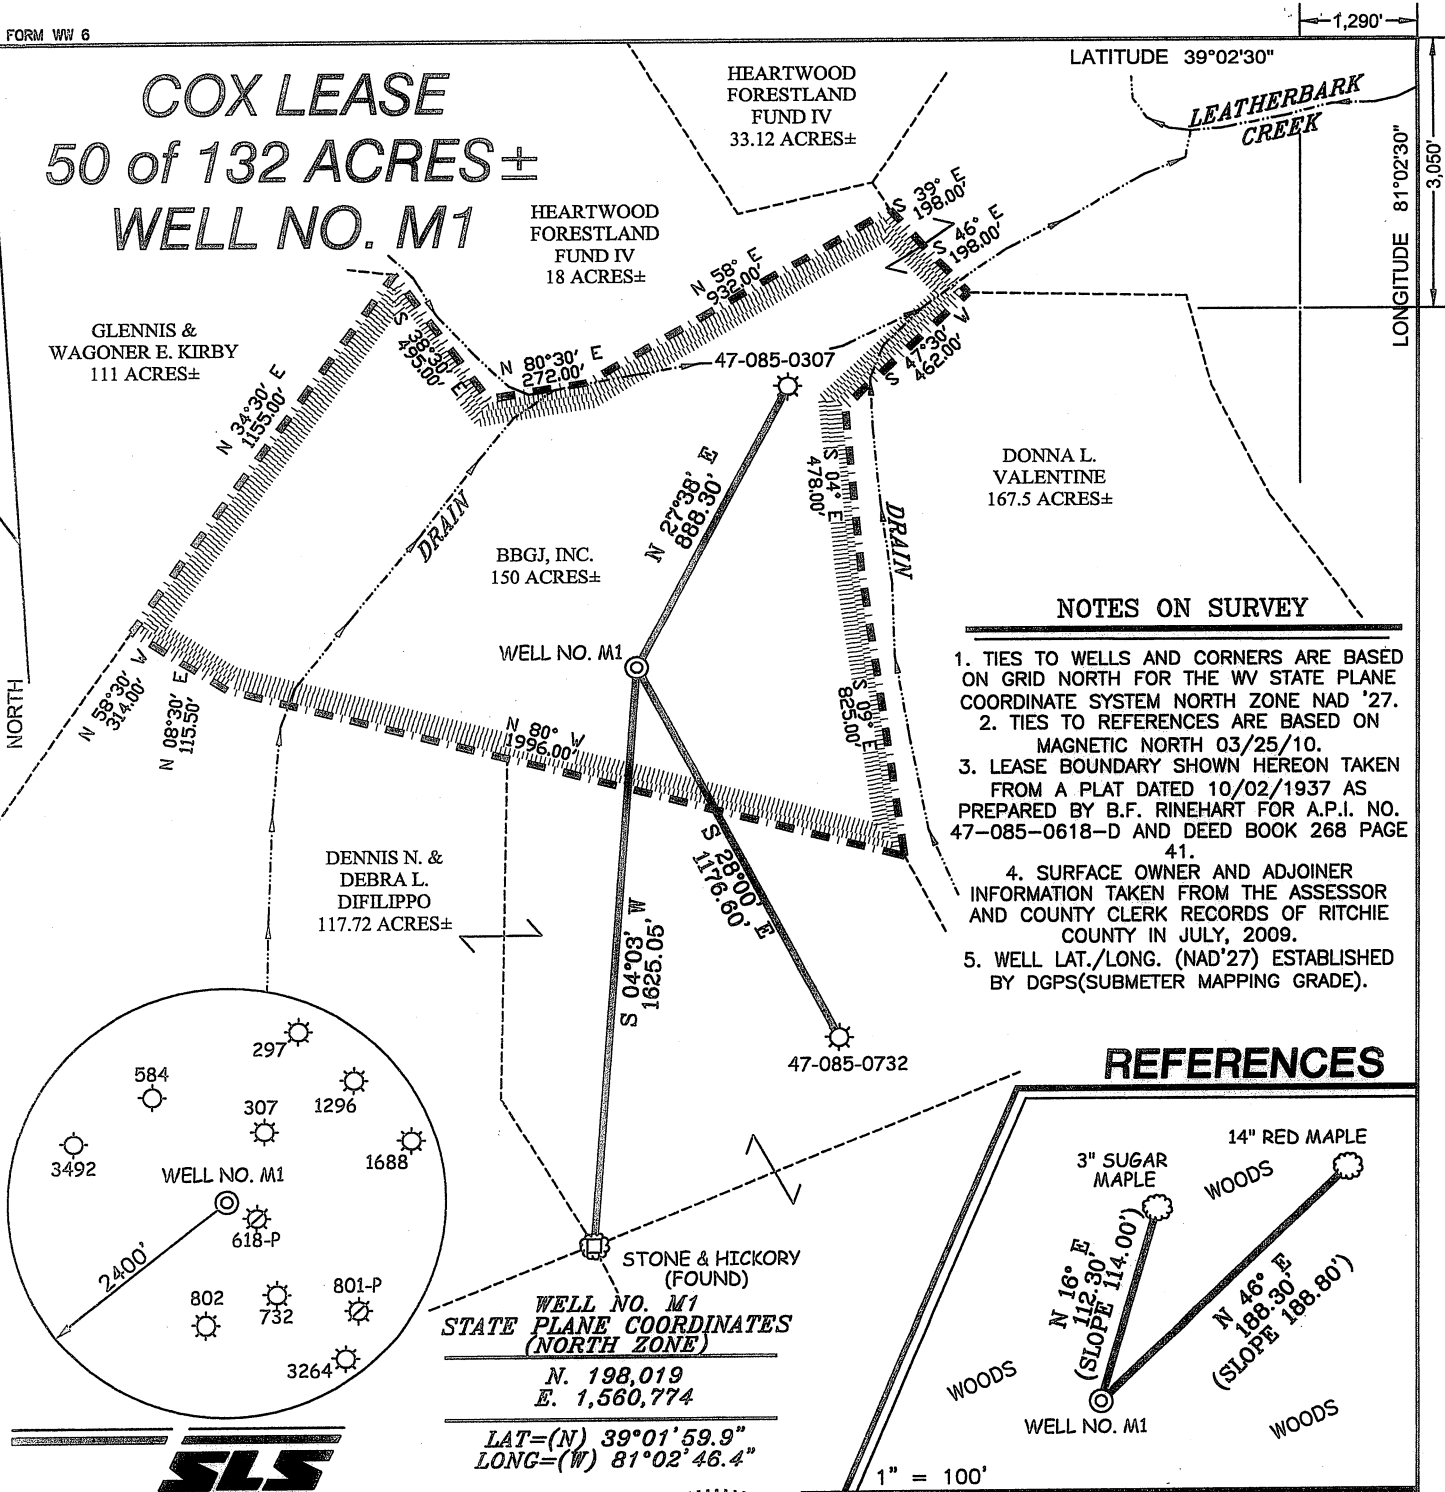 FORM WW 6
1,290'
LATITUDE 39°02'30"
COX LEASE
50 of 132 ACRES±
WELL NO. M1
HEARTWOOD
FORESTLAND
FUND IV
33.12 ACRES±
LEATHERBARK
CREEK
LONGITUDE 81°02'30"
3,050'
HEARTWOOD
FORESTLAND
FUND IV
18 ACRES±
S 39° E
198.00'
S 46° E
198.00'
N 58° E
932.00'
GLENNIS &
WAGONER E. KIRBY
111 ACRES±
S 38°30' E
495.00'
N 80°30' E
272.00'
47-085-0307
S 47°30' W
462.00'
N 34°30' E
1155.00'
DONNA L.
VALENTINE
167.5 ACRES±
S 04° E
478.00'
N 27°38' E
888.30'
DRAIN
DRAIN
BBGJ, INC.
150 ACRES±
WELL NO. M1
NORTH
N 58°30' W
314.00'
N 08°30' E
115.50'
N 80° W
1996.00'
S 09° E
825.00'
NOTES ON SURVEY
1. TIES TO WELLS AND CORNERS ARE BASED
ON GRID NORTH FOR THE WV STATE PLANE
COORDINATE SYSTEM NORTH ZONE NAD '27.
2. TIES TO REFERENCES ARE BASED ON
MAGNETIC NORTH 03/25/10.
3. LEASE BOUNDARY SHOWN HEREON TAKEN
FROM A PLAT DATED 10/02/1937 AS
PREPARED BY B.F. RINEHART FOR A.P.I. NO.
47-085-0618-D AND DEED BOOK 268 PAGE
41.
4. SURFACE OWNER AND ADJOINER
INFORMATION TAKEN FROM THE ASSESSOR
AND COUNTY CLERK RECORDS OF RITCHIE
COUNTY IN JULY, 2009.
5. WELL LAT./LONG. (NAD'27) ESTABLISHED
BY DGPS(SUBMETER MAPPING GRADE).
DENNIS N. &
DEBRA L.
DIFILIPPO
117.72 ACRES±
S 28°00' E
1176.60'
S 04°03' W
1625.05'
47-085-0732
297
584
307
1296
3492
1688
WELL NO. M1
618-P
2400'
802
732
801-P
3264
STONE & HICKORY
(FOUND)
WELL NO. M1
STATE PLANE COORDINATES
(NORTH ZONE)
N. 198,019
E. 1,560,774
LAT=(N) 39°01'59.9"
LONG=(W) 81°02'46.4"
SLS
REFERENCES
14" RED MAPLE
3" SUGAR
MAPLE
WOODS
N 16° E
112.30'
(SLOPE 114.00')
N 46° E
188.30'
(SLOPE 188.80')
WOODS
WELL NO. M1
WOODS
1" = 100'